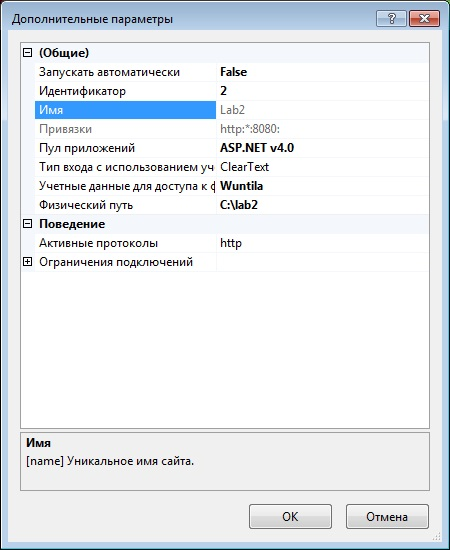 Дополнительные параметры
(Общие)
Запускать автоматически False
Идентификатор 2
Имя Lab2
Привязки http:*:8080:
Пул приложений ASP.NET v4.0
Тип входа с использованием уч ClearText
Учетные данные для доступа к ф Wuntila
Физический путь C:\lab2
Поведение
Активные протоколы http
Ограничения подключений
Имя
[name] Уникальное имя сайта.
ОК Отмена